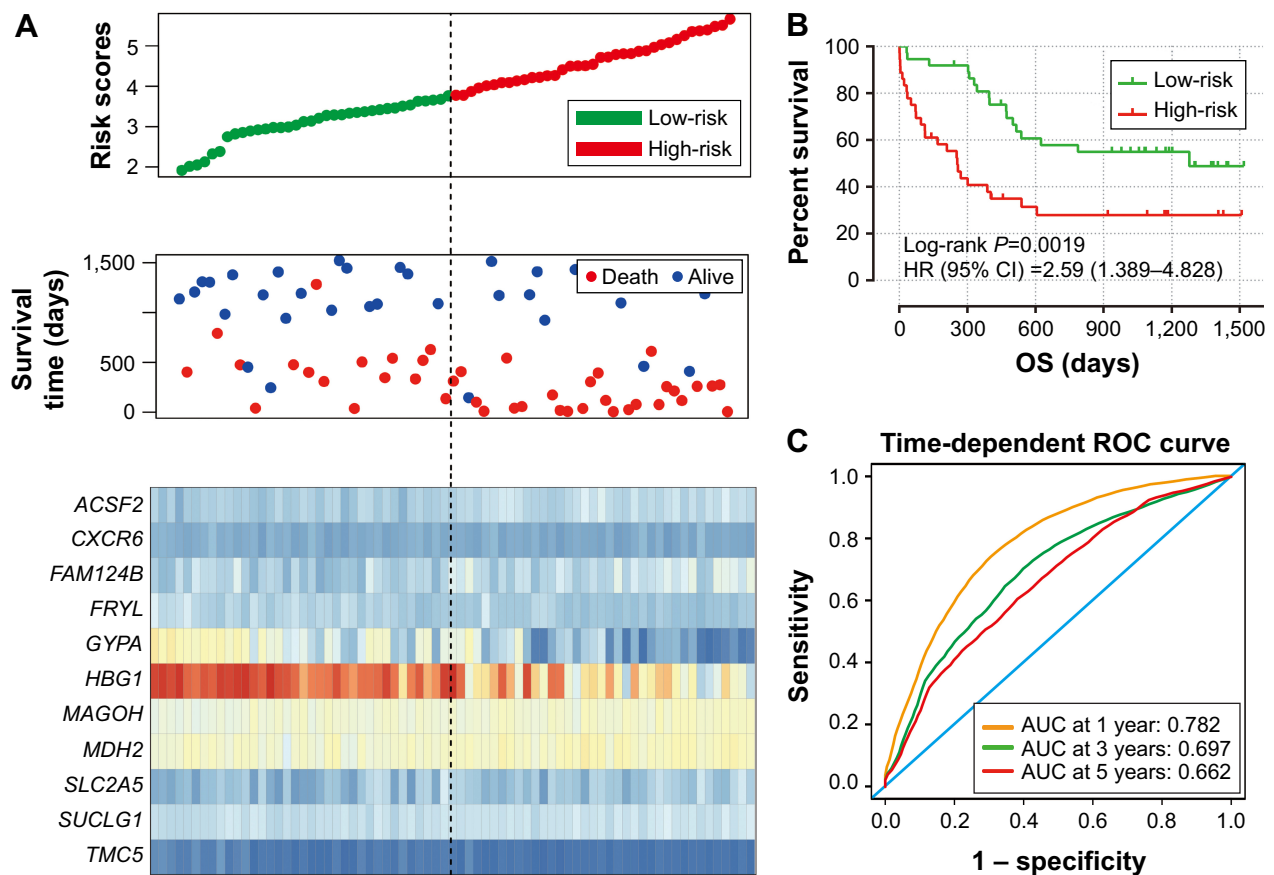 A
Risk scores
5
4
3
2
Low-risk
High-risk
Survival
time (days)
1,500
500
0
Death
Alive
ACSF2
CXCR6
FAM124B
FRYL
GYPA
HBG1
MAGOH
MDH2
SLC2A5
SUCLG1
TMC5
B
Percent survival
100
80
60
40
20
0
Low-risk
High-risk
Log-rank P=0.0019
HR (95% CI) =2.59 (1.389–4.828)
0 300 600 900 1,200 1,500
OS (days)
C
Time-dependent ROC curve
Sensitivity
1.0
0.8
0.6
0.4
0.2
0.0
AUC at 1 year: 0.782
AUC at 3 years: 0.697
AUC at 5 years: 0.662
0.0 0.2 0.4 0.6 0.8 1.0
1 – specificity